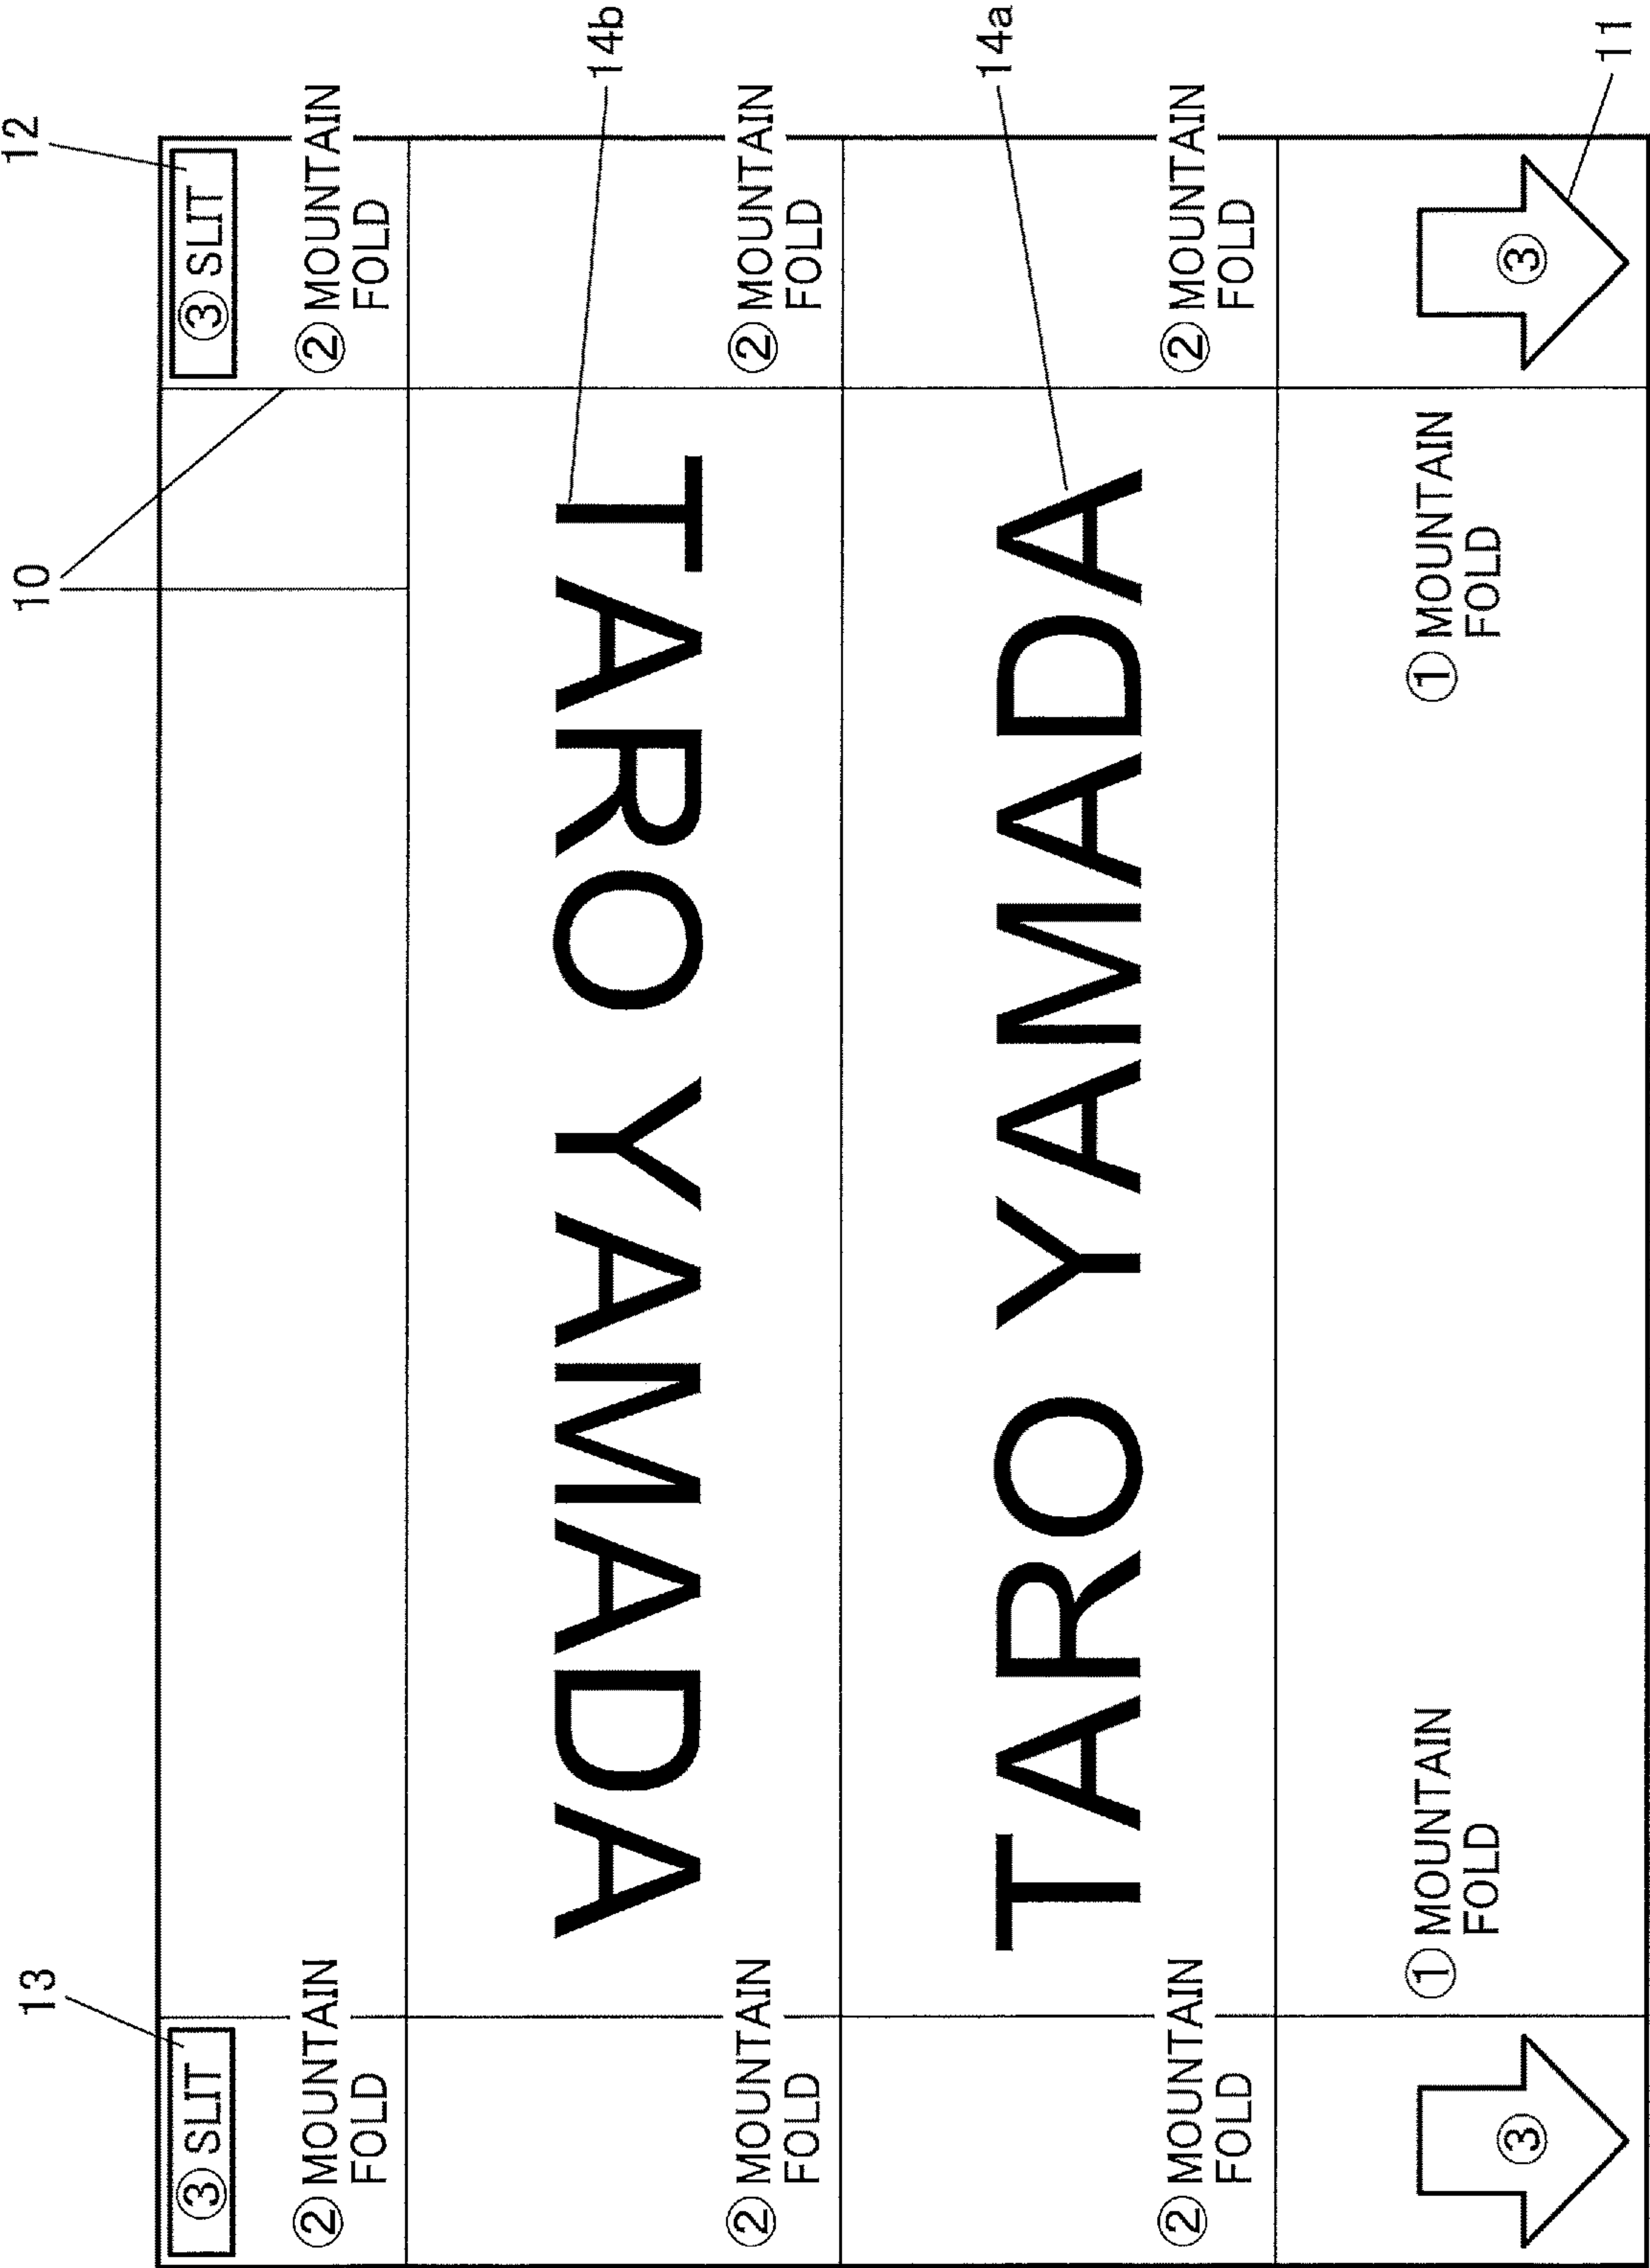 13
10
12
③ SLIT
③ SLIT
② MOUNTAIN
FOLD
② MOUNTAIN
FOLD
TARO YAMADA
14b
② MOUNTAIN
FOLD
② MOUNTAIN
FOLD
TARO YAMADA
14a
② MOUNTAIN
FOLD
② MOUNTAIN
FOLD
① MOUNTAIN
FOLD
① MOUNTAIN
FOLD
③
③
11